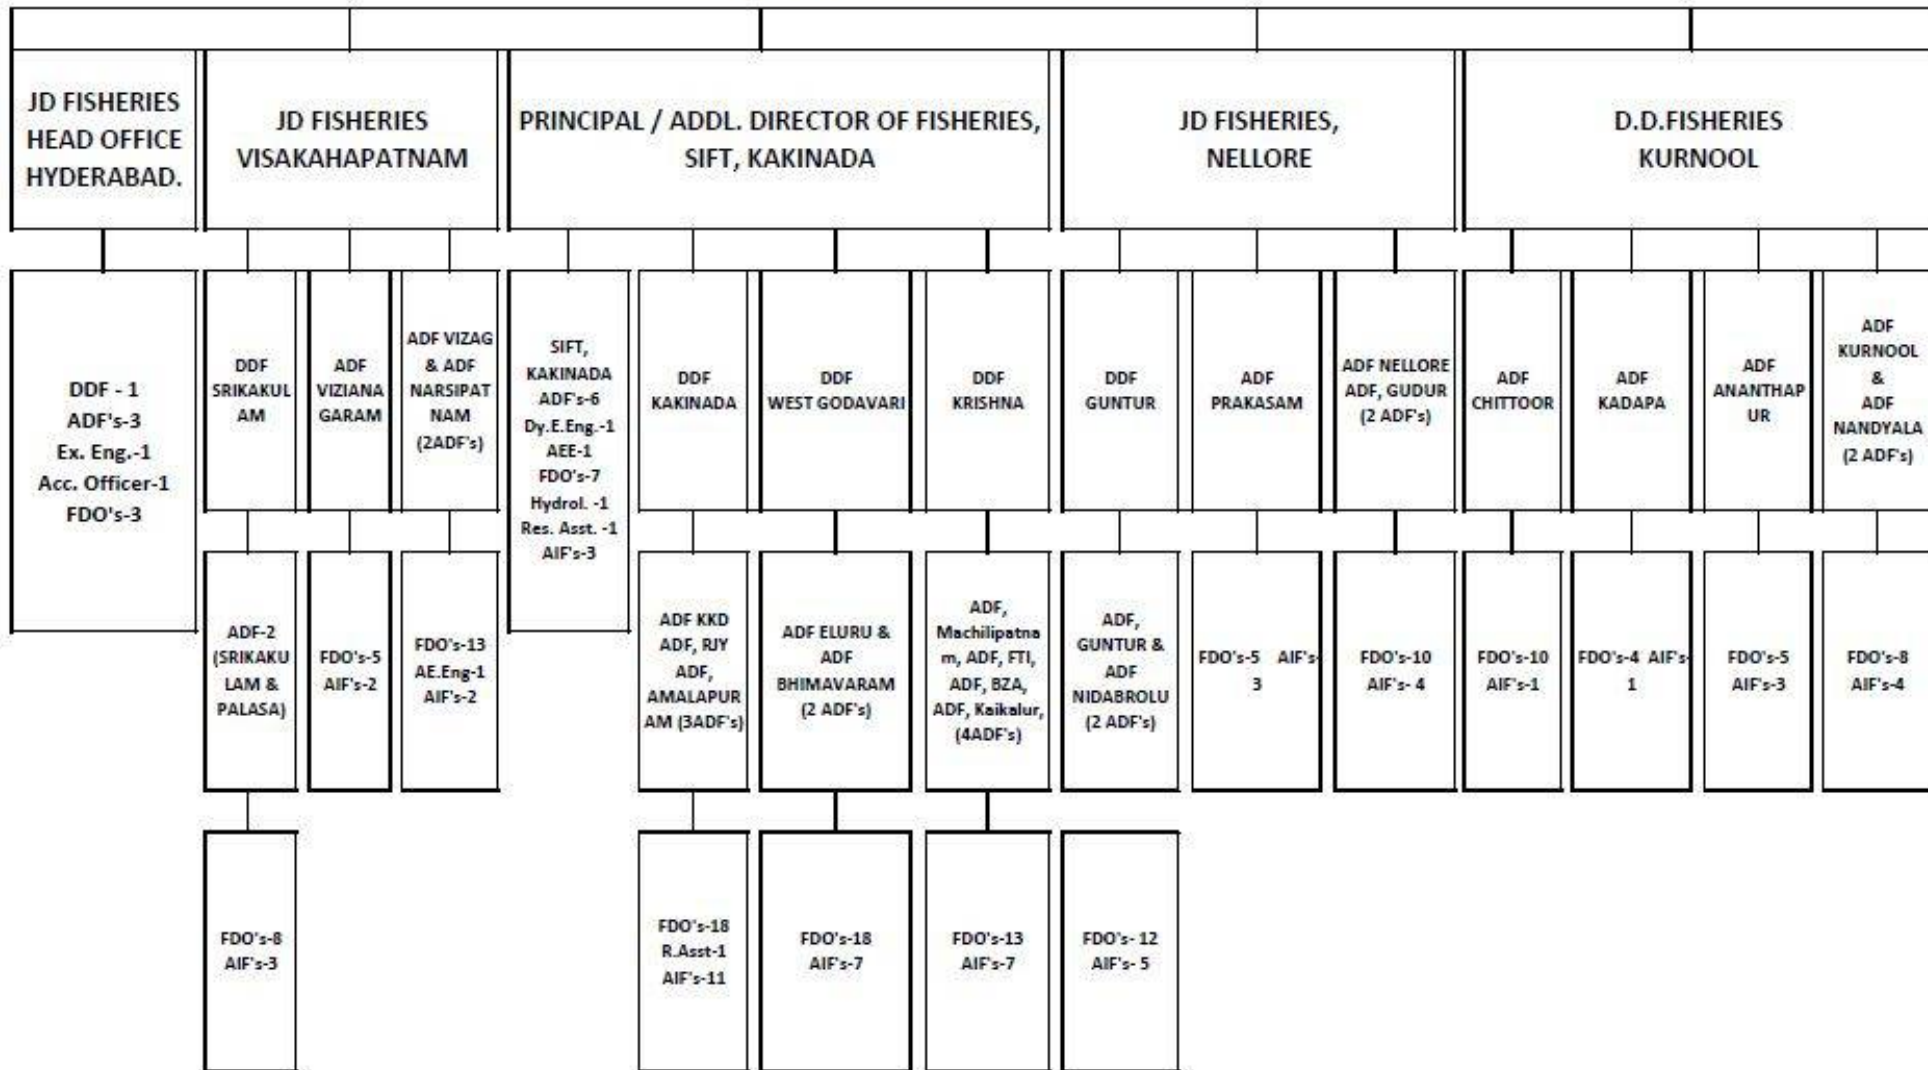 JD FISHERIES
HEAD OFFICE
HYDERABAD.
JD FISHERIES
VISAKAHAPATNAM
PRINCIPAL / ADDL. DIRECTOR OF FISHERIES,
SIFT, KAKINADA
JD FISHERIES,
NELLORE
D.D.FISHERIES
KURNOOL
DDF - 1
ADF's-3
Ex. Eng.-1
Acc. Officer-1
FDO's-3
DDF
SRIKAKUL
AM
ADF
VIZIANA
GARAM
ADF VIZAG
& ADF
NARSIPAT
NAM
(2ADF's)
SIFT,
KAKINADA
ADF's-6
Dy.E.Eng.-1
AEE-1
FDO's-7
Hydrol. -1
Res. Asst. -1
AIF's-3
DDF
KAKINADA
DDF
WEST GODAVARI
DDF
KRISHNA
DDF
GUNTUR
ADF
PRAKASAM
ADF NELLORE
ADF, GUDUR
(2 ADF's)
ADF
CHITTOOR
ADF
KADAPA
ADF
ANANTHAP
UR
ADF
KURNOOL
&
ADF
NANDYALA
(2 ADF's)
ADF-2
(SRIKAKU
LAM &
PALASA)
FDO's-5
AIF's-2
FDO's-13
AE.Eng-1
AIF's-2
ADF KKD
ADF, RJY
ADF,
AMALAPUR
AM (3ADF's)
ADF ELURU &
ADF
BHIMAVARAM
(2 ADF's)
ADF,
Machilipatna
m, ADF, FTI,
ADF, BZA,
ADF, Kaikalur,
(4ADF's)
ADF,
GUNTUR &
ADF
NIDABROLU
(2 ADF's)
FDO's-5 AIF's-
3
FDO's-10
AIF's- 4
FDO's-10
AIF's-1
FDO's-4 AIF's-
1
FDO's-5
AIF's-3
FDO's-8
AIF's-4
FDO's-8
AIF's-3
FDO's-18
R.Asst-1
AIF's-11
FDO's-18
AIF's-7
FDO's-13
AIF's-7
FDO's- 12
AIF's- 5